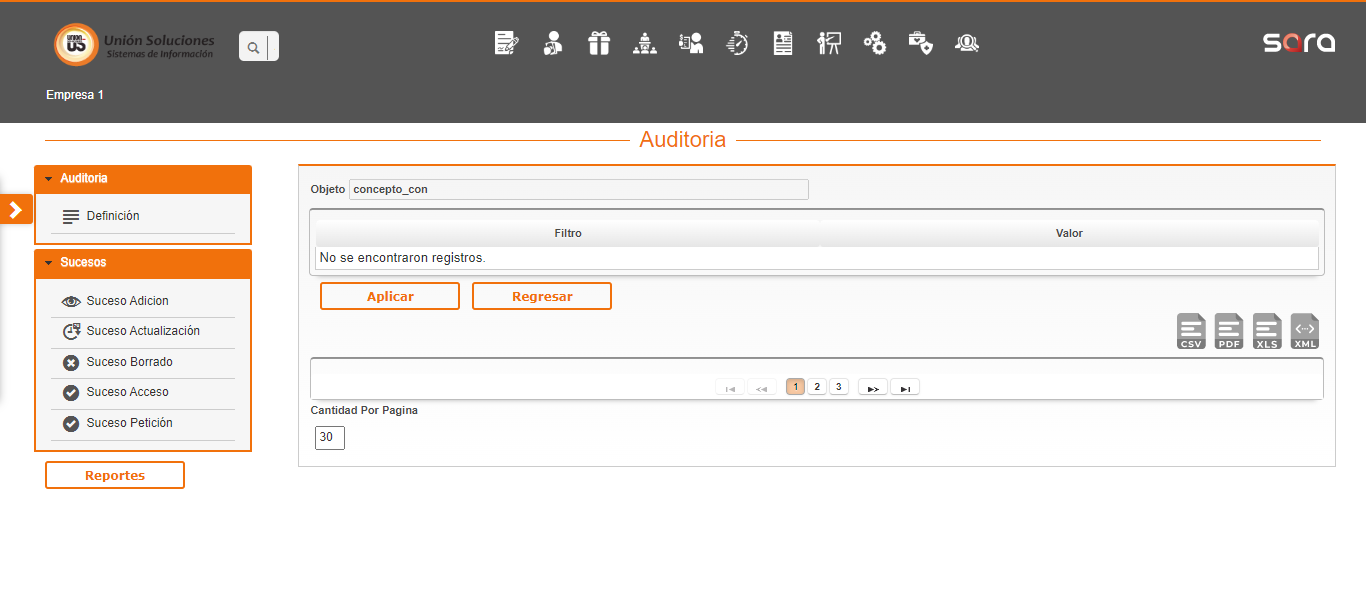 UNION
US
Unión Soluciones
Sistemas de Información
sara
Empresa 1
Auditoria
Auditoria
Definición
Sucesos
Suceso Adicion
Suceso Actualización
Suceso Borrado
Suceso Acceso
Suceso Petición
Reportes
Objeto concepto_con
Filtro Valor
No se encontraron registros.
Aplicar Regresar
CSV PDF XLS XML
1 2 3
Cantidad Por Pagina
30